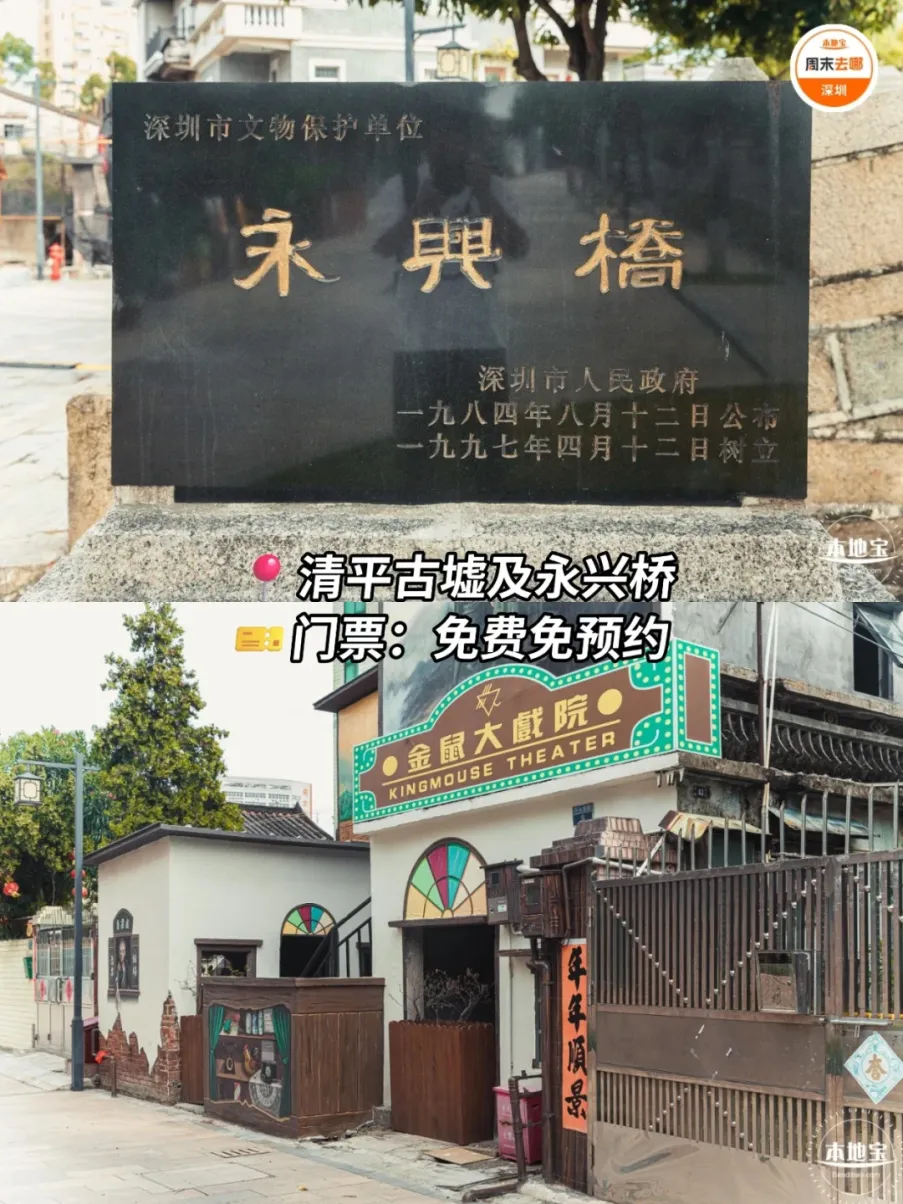 本地宝
周末去哪
深圳
深圳市文物保护单位
永興橋
深圳市人民政府
一九八四年八月十二日公布
一九九七年四月十二日树立
本地宝
清平古墟及永兴桥
门票：免费免预约
金鼠大戲院
KINGMOUSE THEATER
年年順景
本地宝